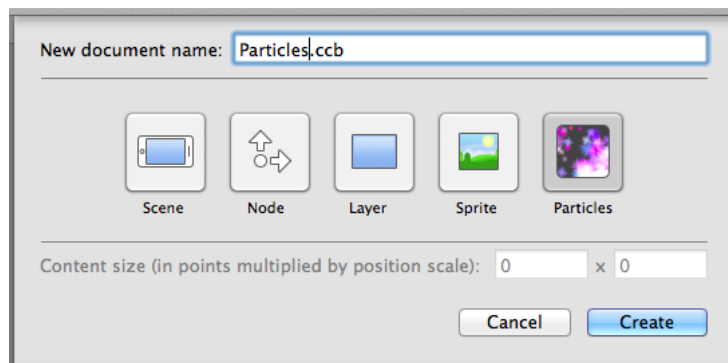 New document name: Particles.ccb
Scene Node Layer Sprite Particles
Content size (in points multiplied by position scale): 0 x 0
Cancel Create